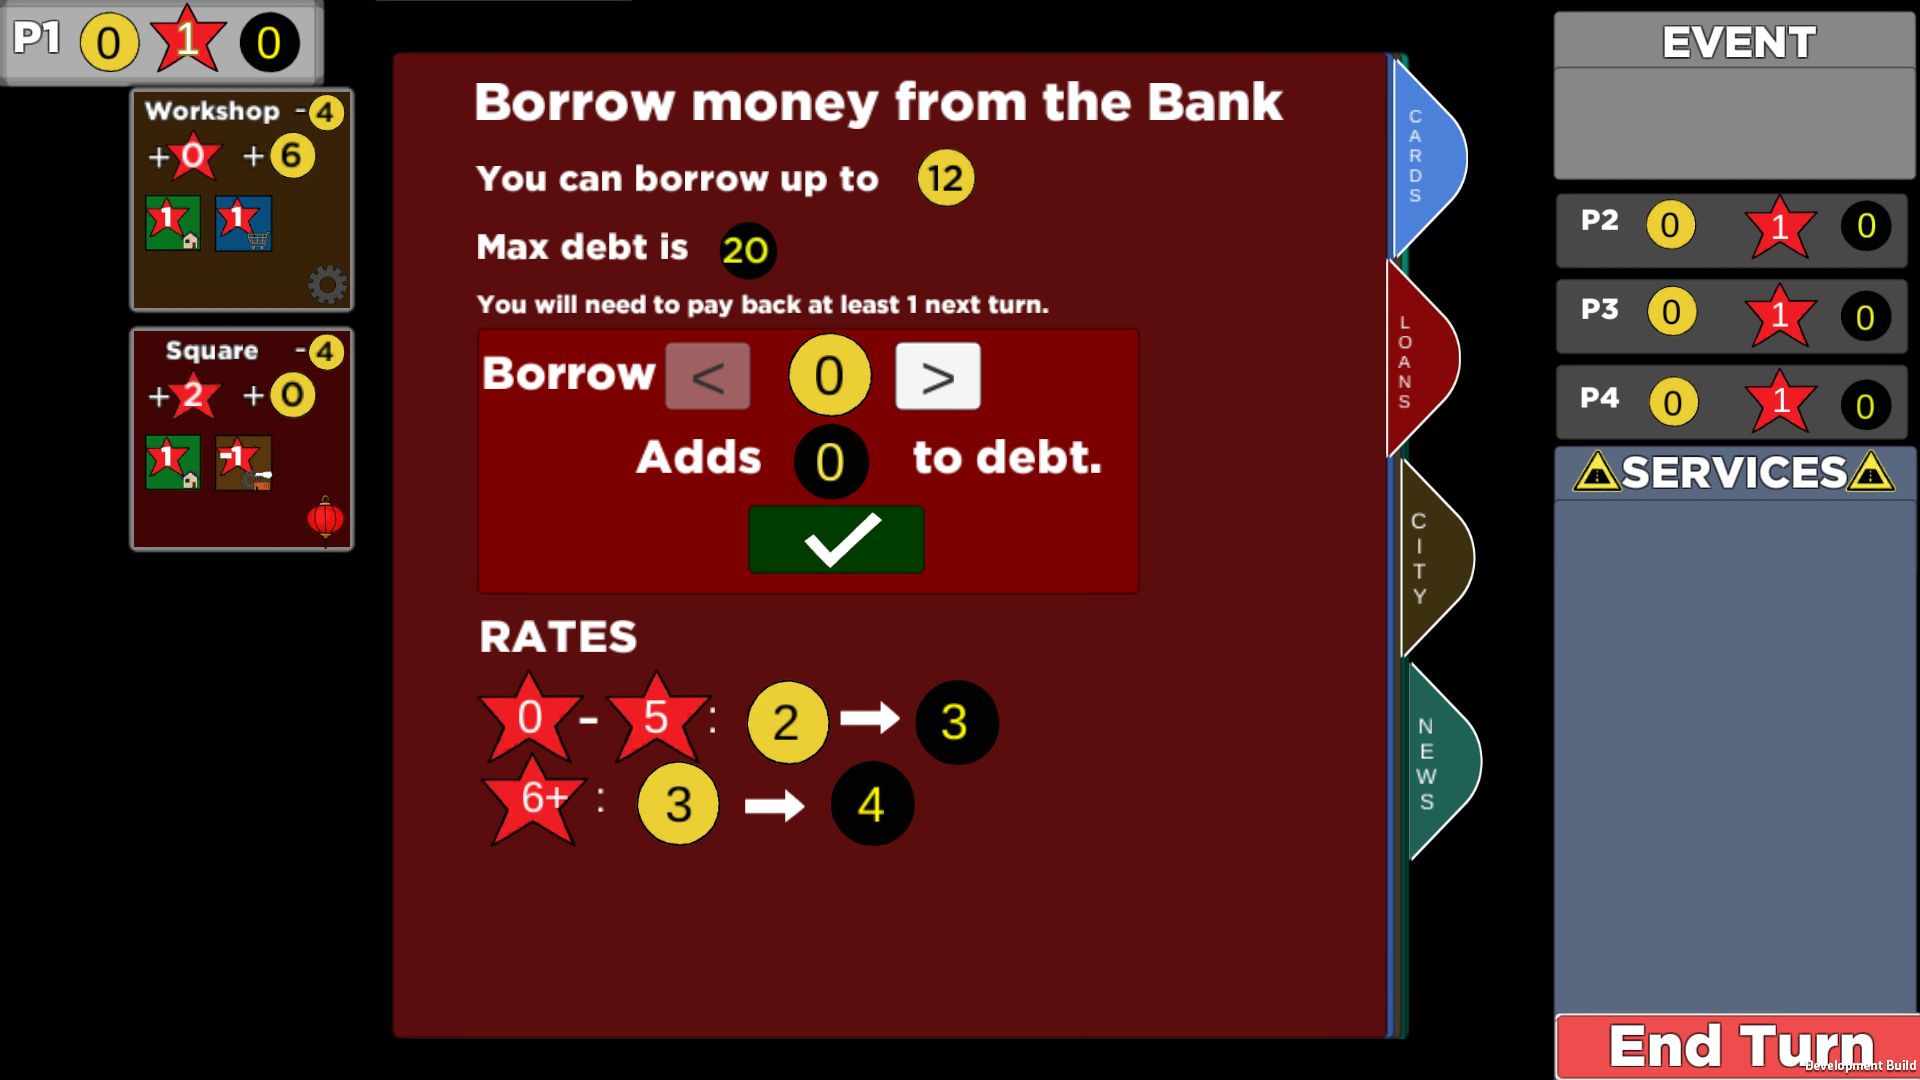 P1 0 1 0
Workshop -4
+0 +6
1 1
Square -4
+2 +0
1 -1
Borrow money from the Bank
You can borrow up to 12
Max debt is 20
You will need to pay back at least 1 next turn.
Borrow < 0 >
Adds 0 to debt.
RATES
0 - 5 : 2 3
6+ : 3 4
CARDS
LOANS
CITY
NEWS
EVENT
P2 0 1 0
P3 0 1 0
P4 0 1 0
SERVICES
End Turn
Development Build